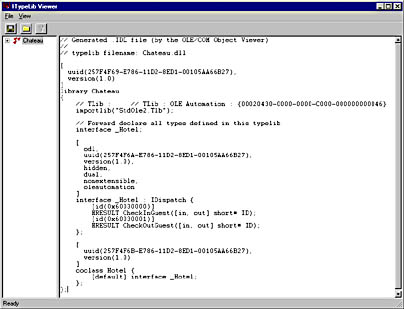 ITypeLib Viewer
File View
Chateau
// Generated .IDL file (by the OLE/COM Object Viewer)
//
// typelib filename: Chateau.dll
[
uuid(257F4F69-E786-11D2-8ED1-00105AA66B27),
version(1.0)
]
library Chateau
{
// TLib : // TLib : OLE Automation : {00020430-0000-0000-C000-000000000046}
importlib("StdOle2.Tlb");
// Forward declare all types defined in this typelib
interface _Hotel;
[
odl,
uuid(257F4F6A-E786-11D2-8ED1-00105AA66B27),
version(1.0),
hidden,
dual,
nonextensible,
oleautomation
]
interface _Hotel : IDispatch {
[id(0x60030000)]
HRESULT CheckInGuest([in, out] short* ID);
[id(0x60030001)]
HRESULT CheckOutGuest([in, out] short* ID);
};
[
uuid(257F4F6B-E786-11D2-8ED1-00105AA66B27),
version(1.0)
]
coclass Hotel {
[default] interface _Hotel;
};
};
Ready